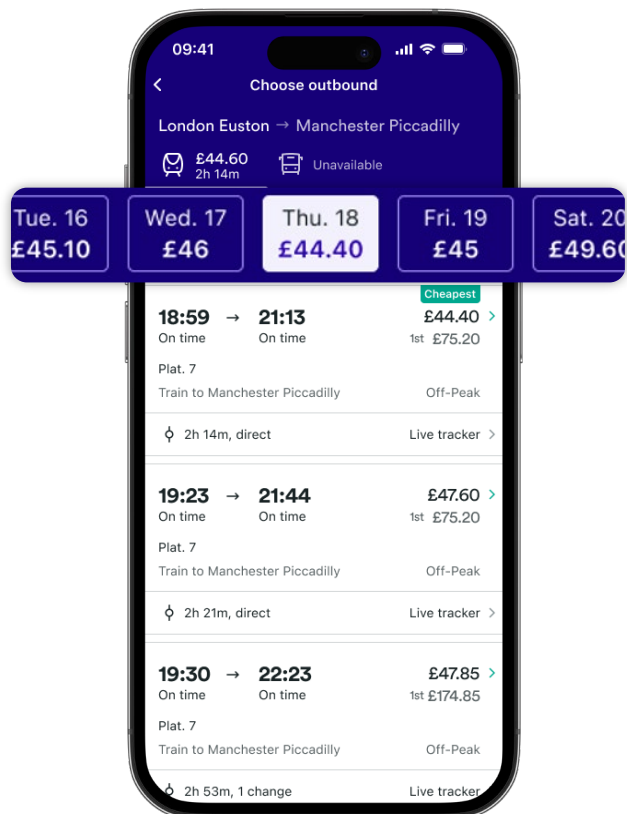 09:41
Choose outbound
London Euston → Manchester Piccadilly
£44.60
2h 14m
Unavailable
Tue. 16 Wed. 17 Thu. 18 Fri. 19 Sat. 20
£45.10 £46 £44.40 £45 £49.60
Cheapest
18:59 → 21:13 £44.40
On time On time 1st £75.20
Plat. 7
Train to Manchester Piccadilly Off-Peak
2h 14m, direct Live tracker
19:23 → 21:44 £47.60
On time On time 1st £75.20
Plat. 7
Train to Manchester Piccadilly Off-Peak
2h 21m, direct Live tracker
19:30 → 22:23 £47.85
On time On time 1st £174.85
Plat. 7
Train to Manchester Piccadilly Off-Peak
2h 53m, 1 change Live tracker